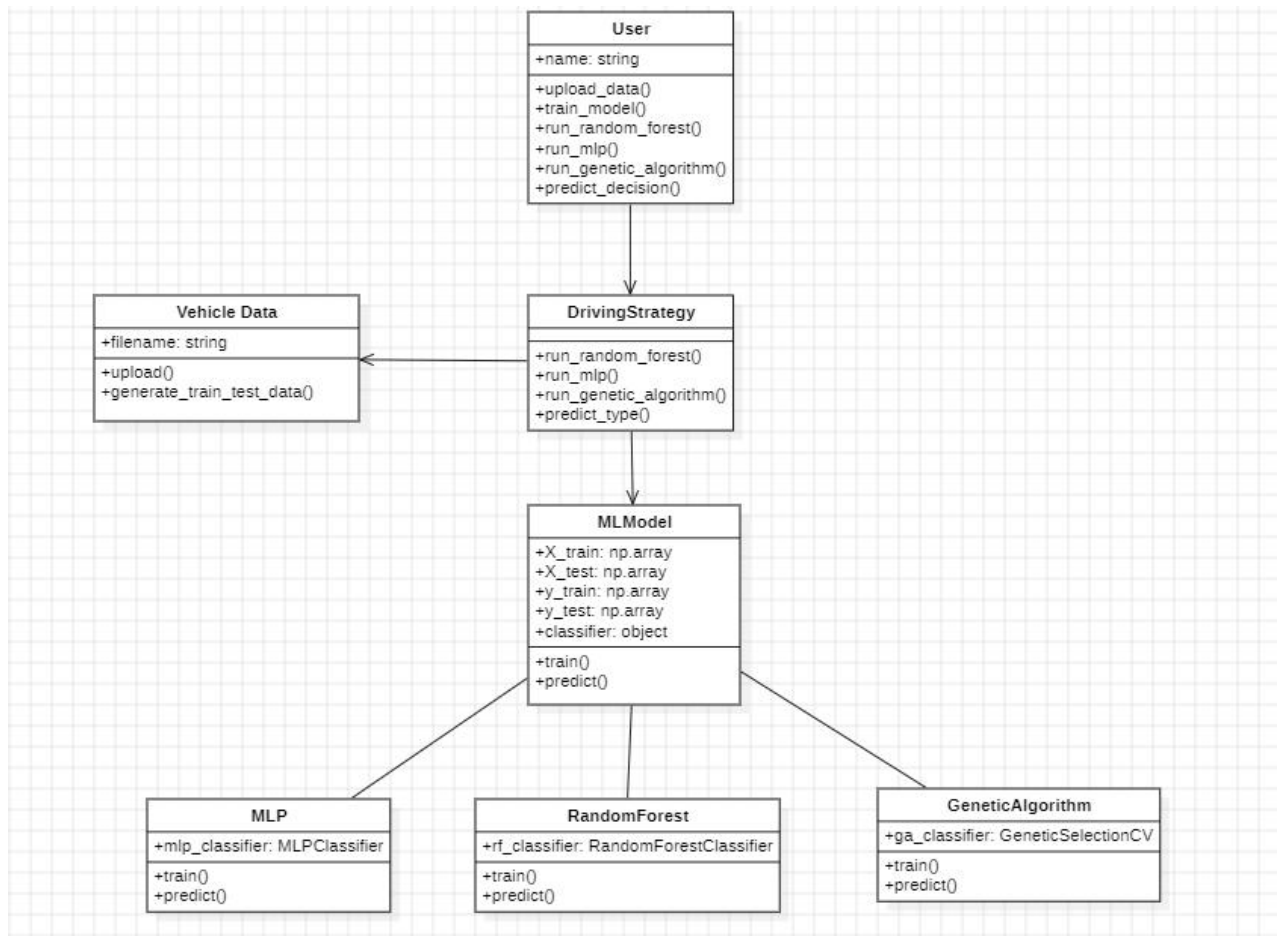 User
+name: string
+upload_data()
+train_model()
+run_random_forest()
+run_mlp()
+run_genetic_algorithm()
+predict_decision()
Vehicle Data
+filename: string
+upload()
+generate_train_test_data()
DrivingStrategy
+run_random_forest()
+run_mlp()
+run_genetic_algorithm()
+predict_type()
MLModel
+X_train: np.array
+X_test: np.array
+y_train: np.array
+y_test: np.array
+classifier: object
+train()
+predict()
MLP
+mlp_classifier: MLPClassifier
+train()
+predict()
RandomForest
+rf_classifier: RandomForestClassifier
+train()
+predict()
GeneticAlgorithm
+ga_classifier: GeneticSelectionCV
+train()
+predict()